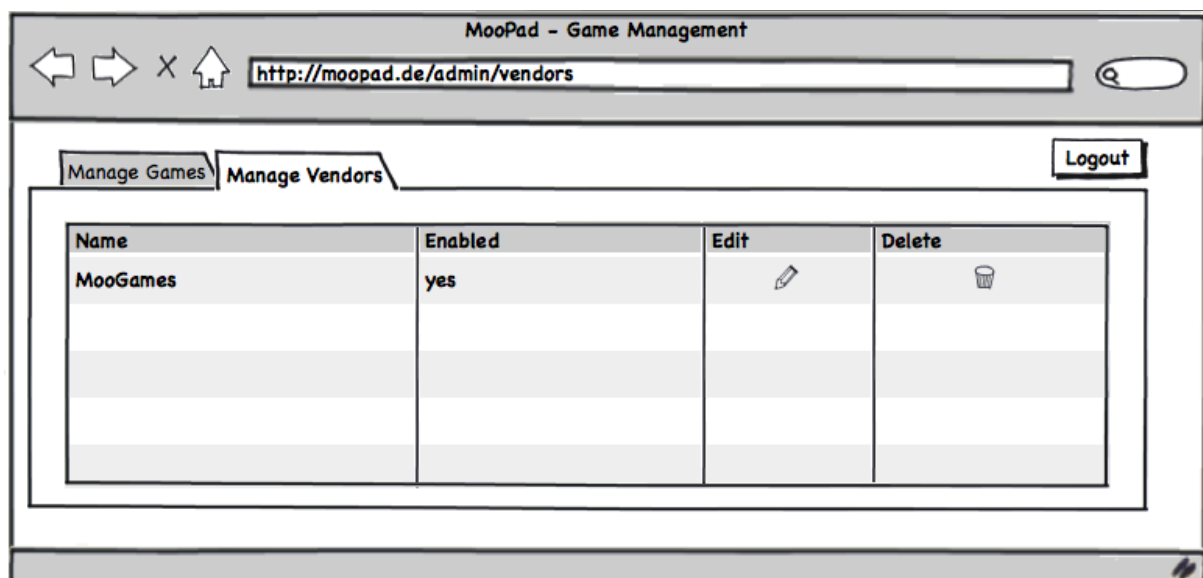 MooPad - Game Management
http://moopad.de/admin/vendors
Logout
Manage Games Manage Vendors
Name Enabled Edit Delete
MooGames yes